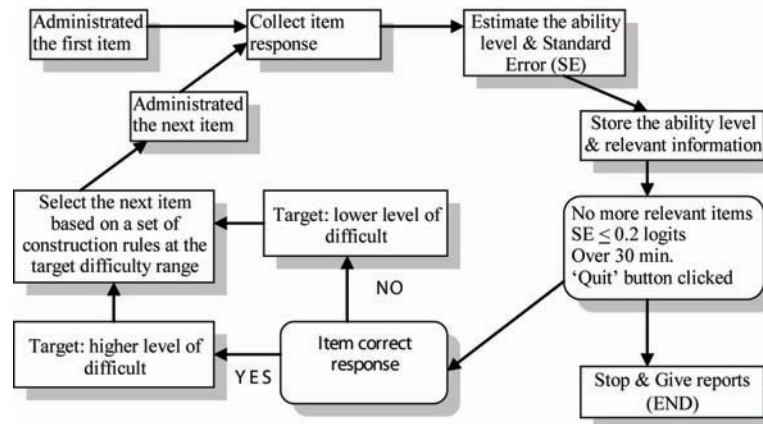 Administrated
the first item
Collect item
response
Estimate the ability
level & Standard
Error (SE)
Administrated
the next item
Store the ability level
& relevant information
Select the next item
based on a set of
construction rules at the
target difficulty range
Target: lower level of
difficult
No more relevant items
SE ≤ 0.2 logits
Over 30 min.
‘Quit’ button clicked
NO
Target: higher level of
difficult
YES
Item correct
response
Stop & Give reports
(END)